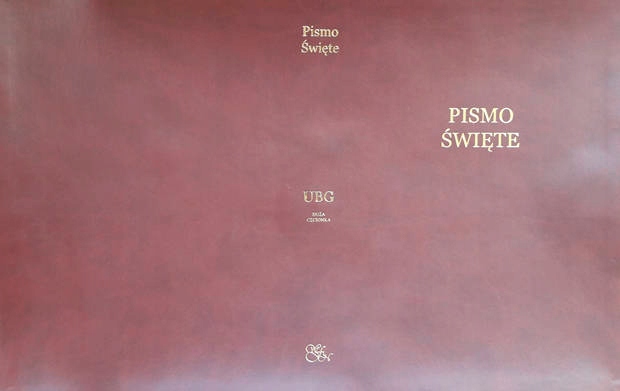 Pismo
Święte
PISMO
ŚWIĘTE
UBG
DUŻA
CZCIONKA